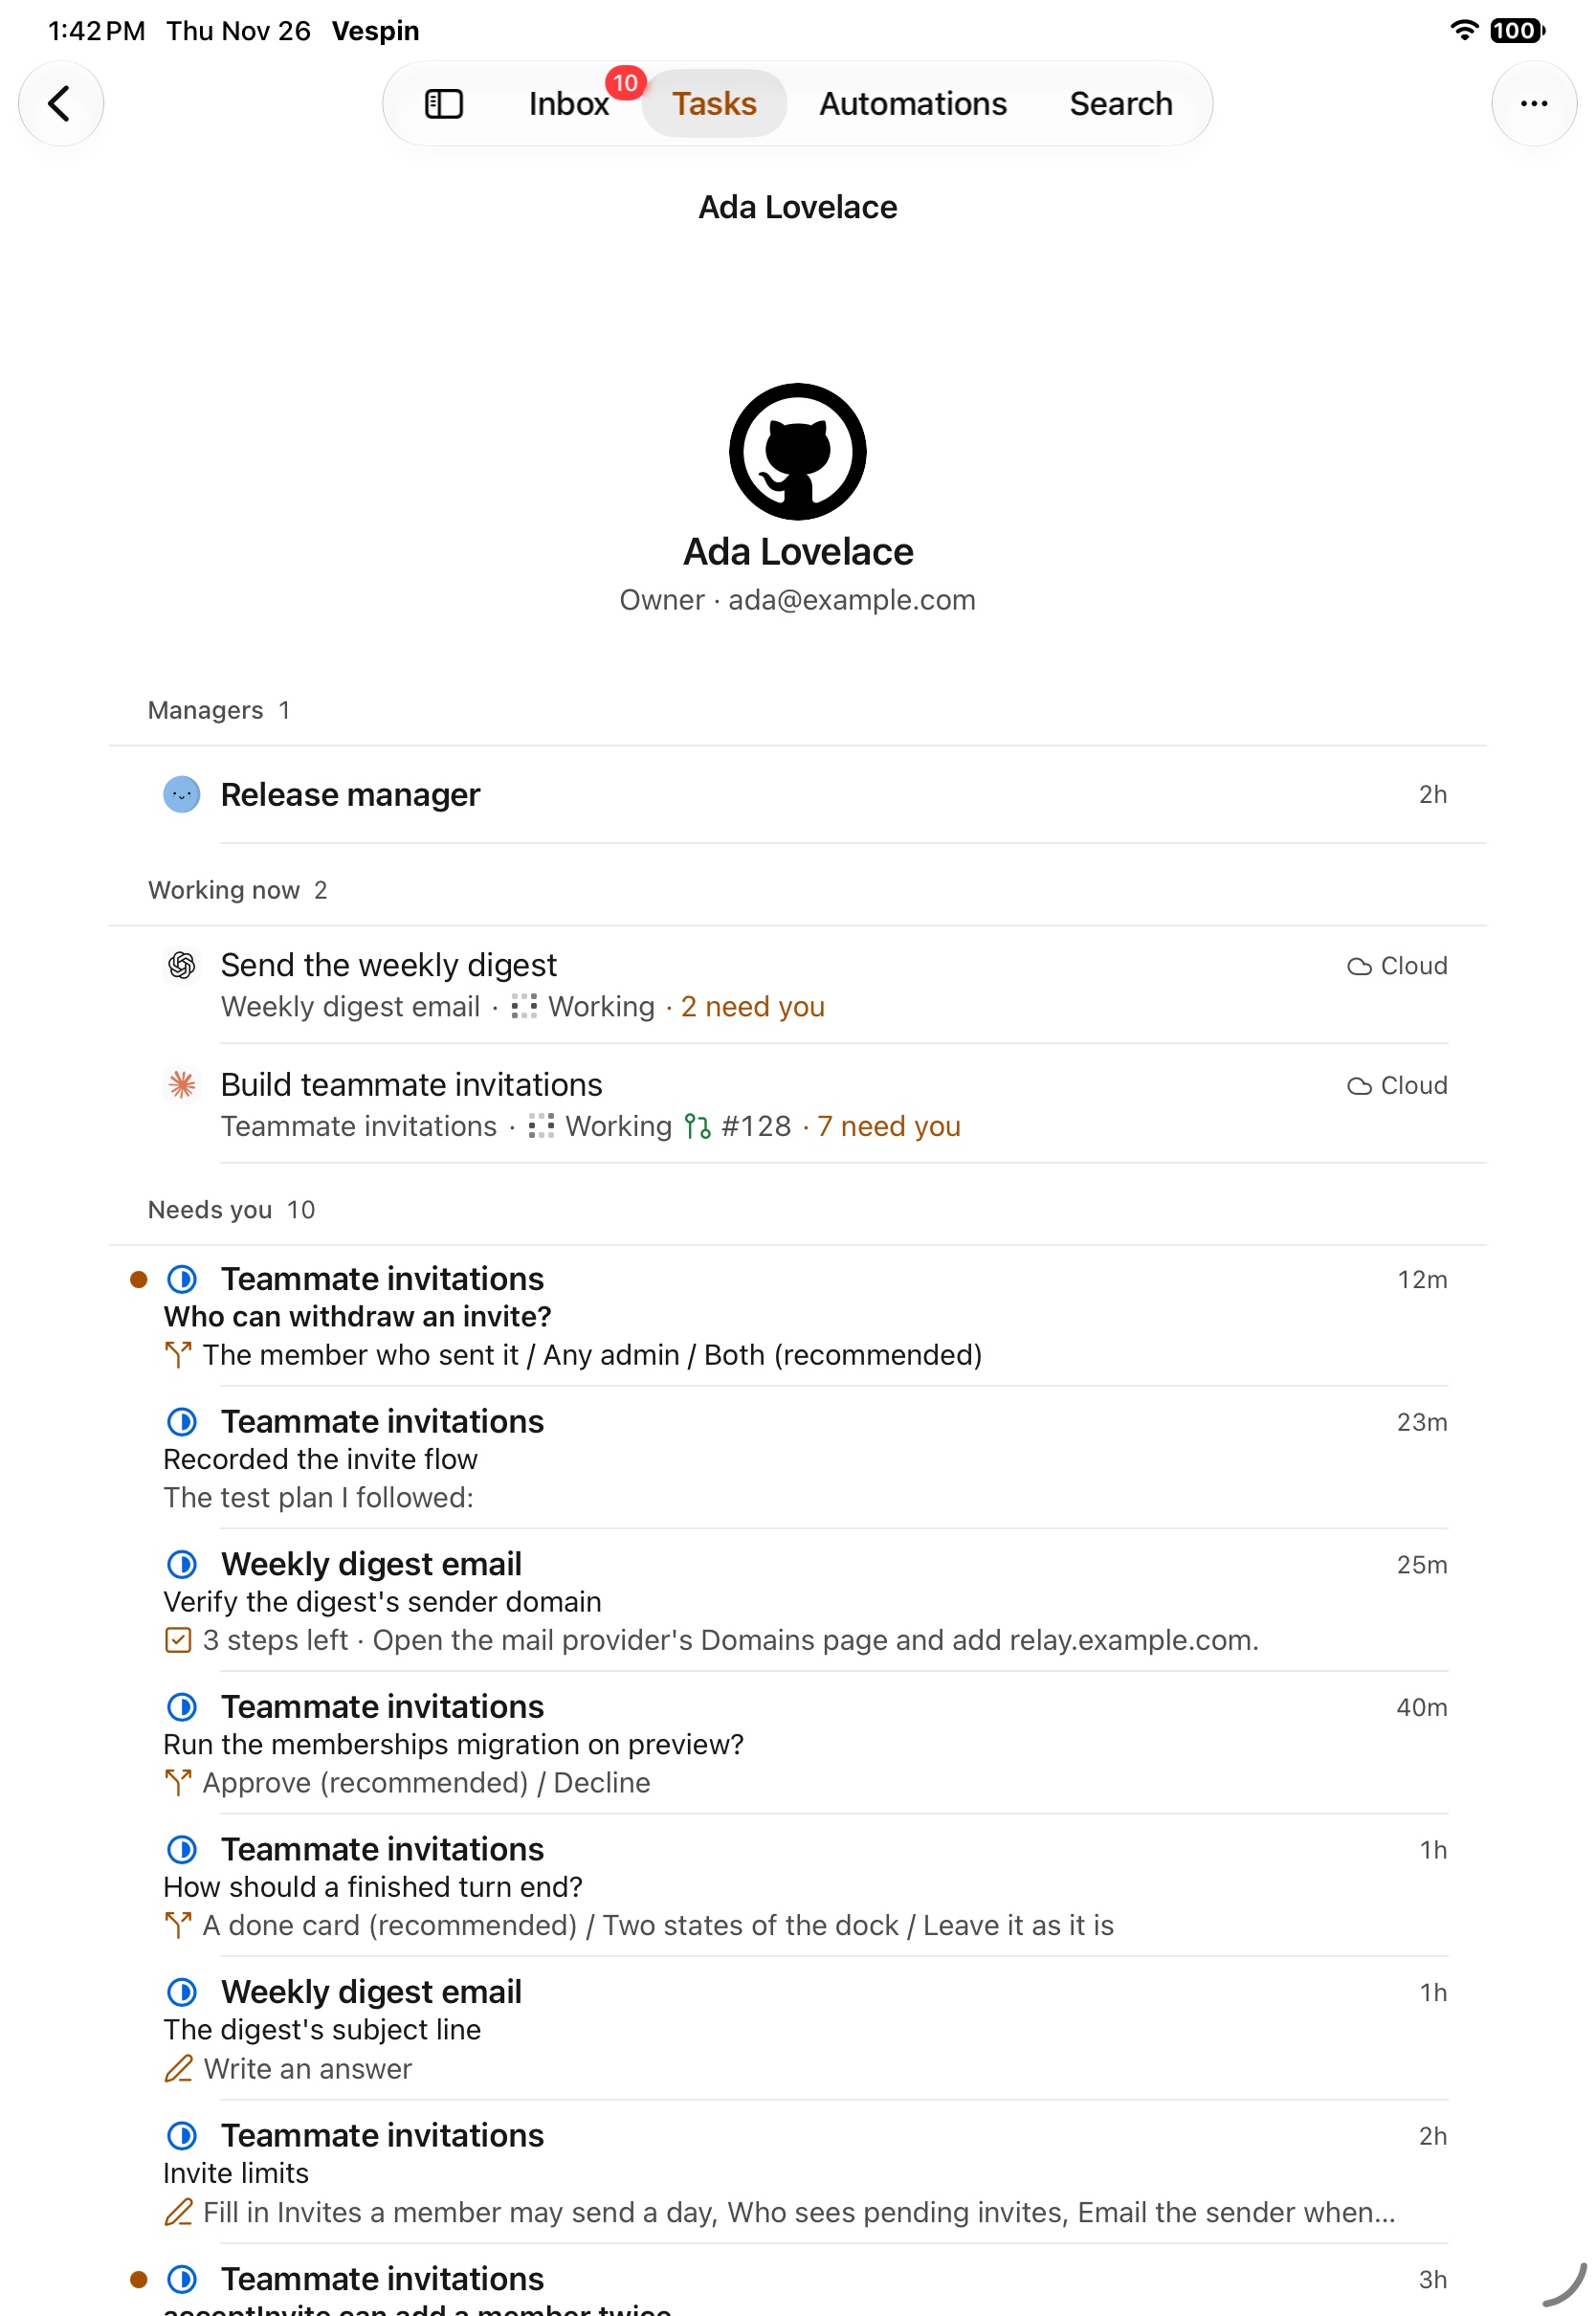 1:42 PM Thu Nov 26 Vespin
100
Inbox 10 Tasks Automations Search
Ada Lovelace
Ada Lovelace
Owner · ada@example.com
Managers 1
Release manager 2h
Working now 2
Send the weekly digest Cloud
Weekly digest email · Working · 2 need you
Build teammate invitations Cloud
Teammate invitations · Working #128 · 7 need you
Needs you 10
Teammate invitations 12m
Who can withdraw an invite?
The member who sent it / Any admin / Both (recommended)
Teammate invitations 23m
Recorded the invite flow
The test plan I followed:
Weekly digest email 25m
Verify the digest's sender domain
3 steps left · Open the mail provider's Domains page and add relay.example.com.
Teammate invitations 40m
Run the memberships migration on preview?
Approve (recommended) / Decline
Teammate invitations 1h
How should a finished turn end?
A done card (recommended) / Two states of the dock / Leave it as it is
Weekly digest email 1h
The digest's subject line
Write an answer
Teammate invitations 2h
Invite limits
Fill in Invites a member may send a day, Who sees pending invites, Email the sender when...
Teammate invitations 3h
acceptInvite can add a member twice